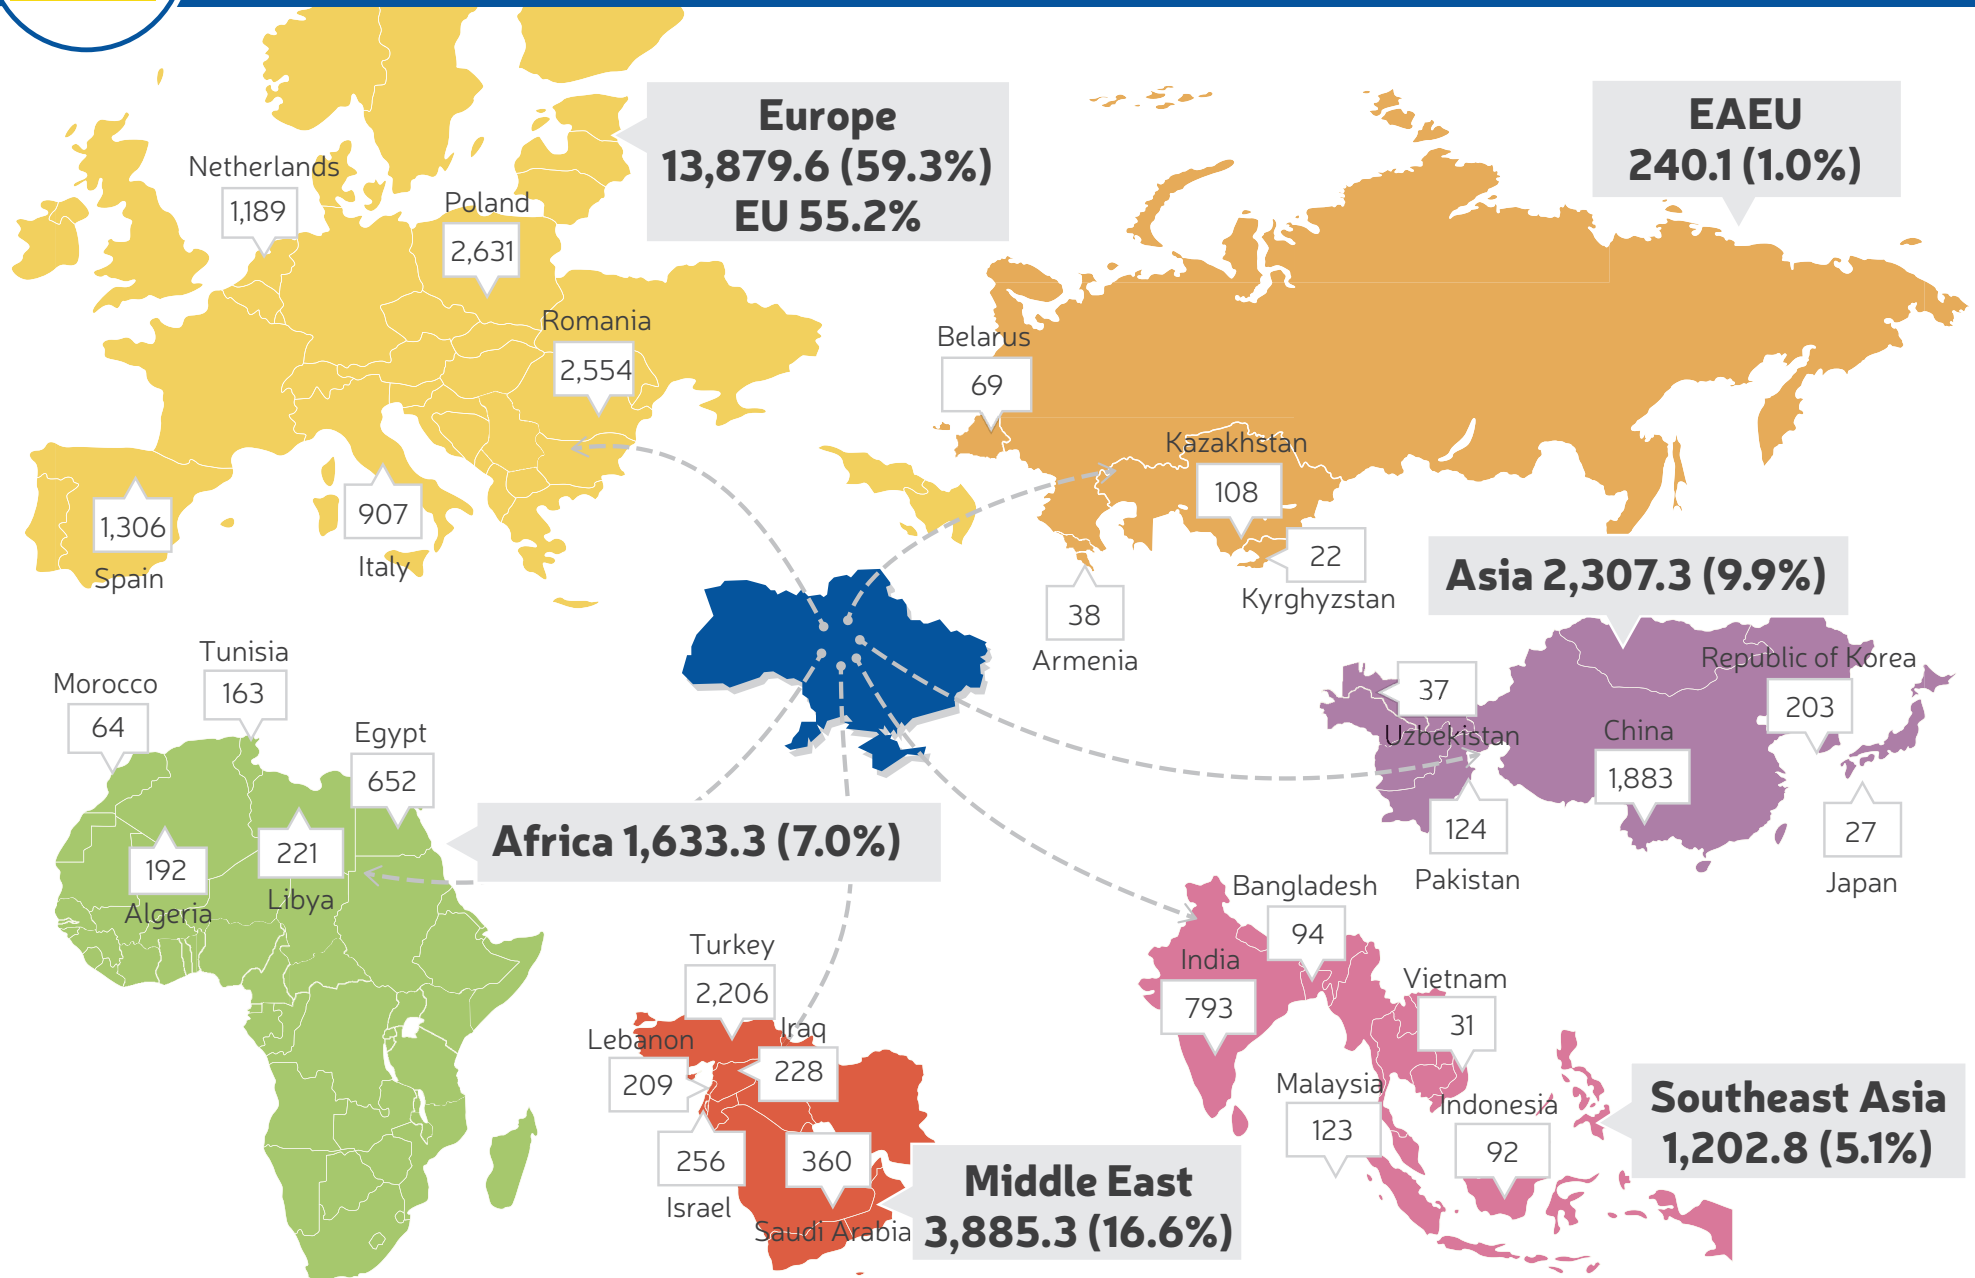 Europe
13,879.6 (59.3%)
EU 55.2%
Netherlands
1,189
Poland
2,631
Romania
2,554
1,306
Spain
907
Italy
EAEU
240.1 (1.0%)
Belarus
69
Kazakhstan
108
22
Kyrghyzstan
38
Armenia
Asia 2,307.3 (9.9%)
Republic of Korea
203
37
Uzbekistan
China
1,883
124
Pakistan
27
Japan
Tunisia
163
Morocco
64
Egypt
652
Africa 1,633.3 (7.0%)
192
Algeria
221
Libya
Turkey
2,206
Iraq
228
Lebanon
209
256
Israel
360
Saudi Arabia
Middle East
3,885.3 (16.6%)
Bangladesh
94
India
793
Vietnam
31
Malaysia
123
Indonesia
92
Southeast Asia
1,202.8 (5.1%)